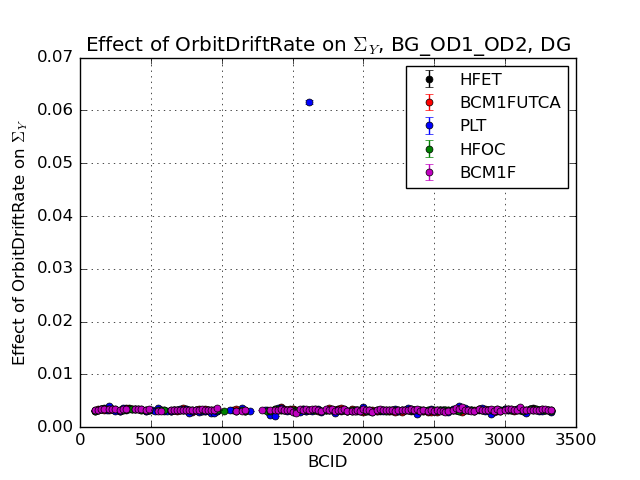 Effect of OrbitDriftRate on Σ_Y, BG_OD1_OD2, DG
Effect of OrbitDriftRate on Σ_Y
0.07
0.06
0.05
0.04
0.03
0.02
0.01
0.00
HFET
BCM1FUTCA
PLT
HFOC
BCM1F
0 500 1000 1500 2000 2500 3000 3500
BCID